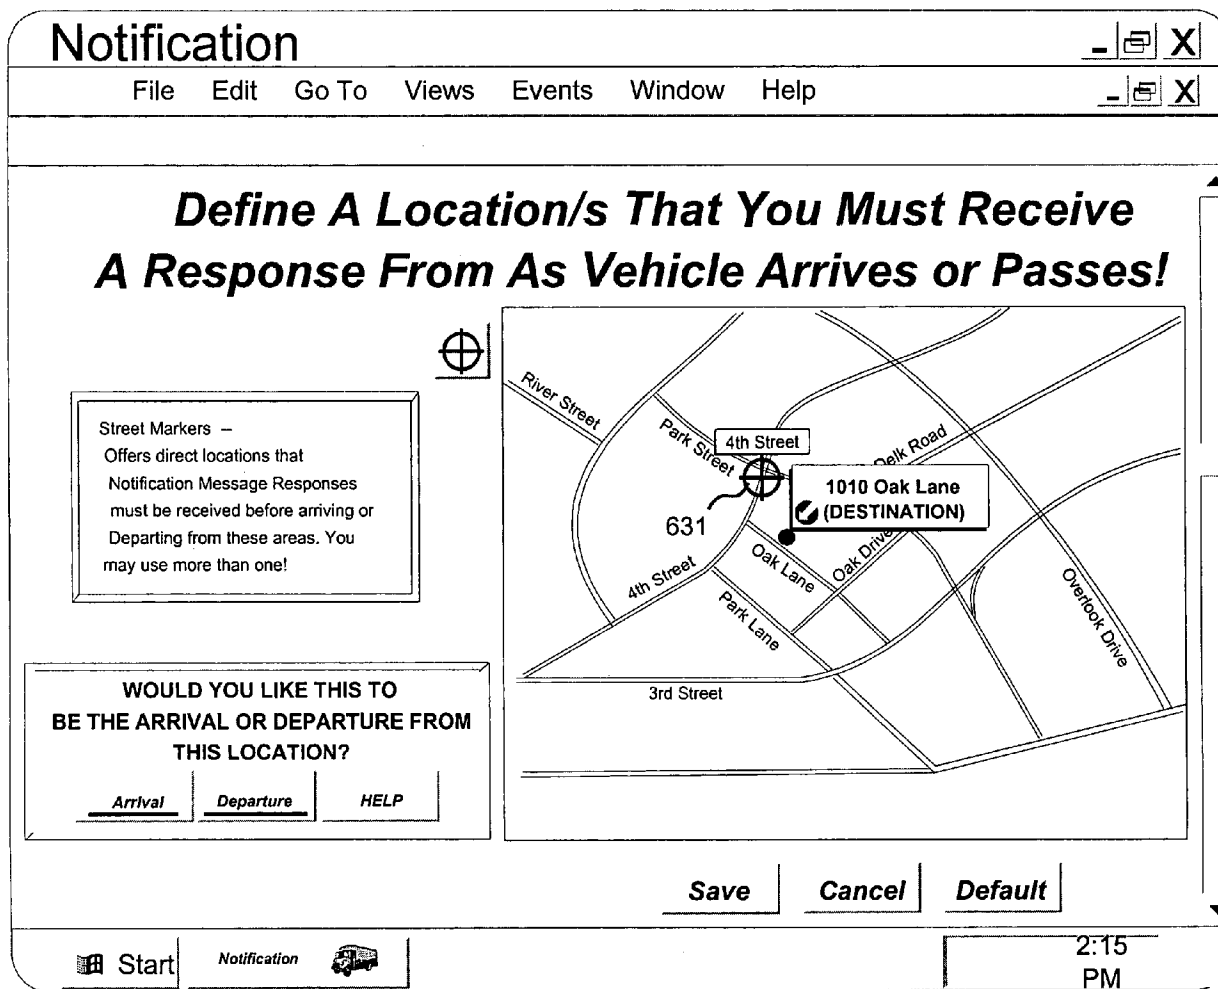 Notification
File Edit Go To Views Events Window Help
Define A Location/s That You Must Receive
A Response From As Vehicle Arrives or Passes!
Street Markers –
Offers direct locations that
Notification Message Responses
must be received before arriving or
Departing from these areas. You
may use more than one!
WOULD YOU LIKE THIS TO
BE THE ARRIVAL OR DEPARTURE FROM
THIS LOCATION?
Arrival Departure HELP
River Street
Park Street
4th Street
Delk Road
1010 Oak Lane
(DESTINATION)
631
Oak Lane
Oak Drive
4th Street
Park Lane
Overlook Drive
3rd Street
Save Cancel Default
Start Notification
2:15
PM